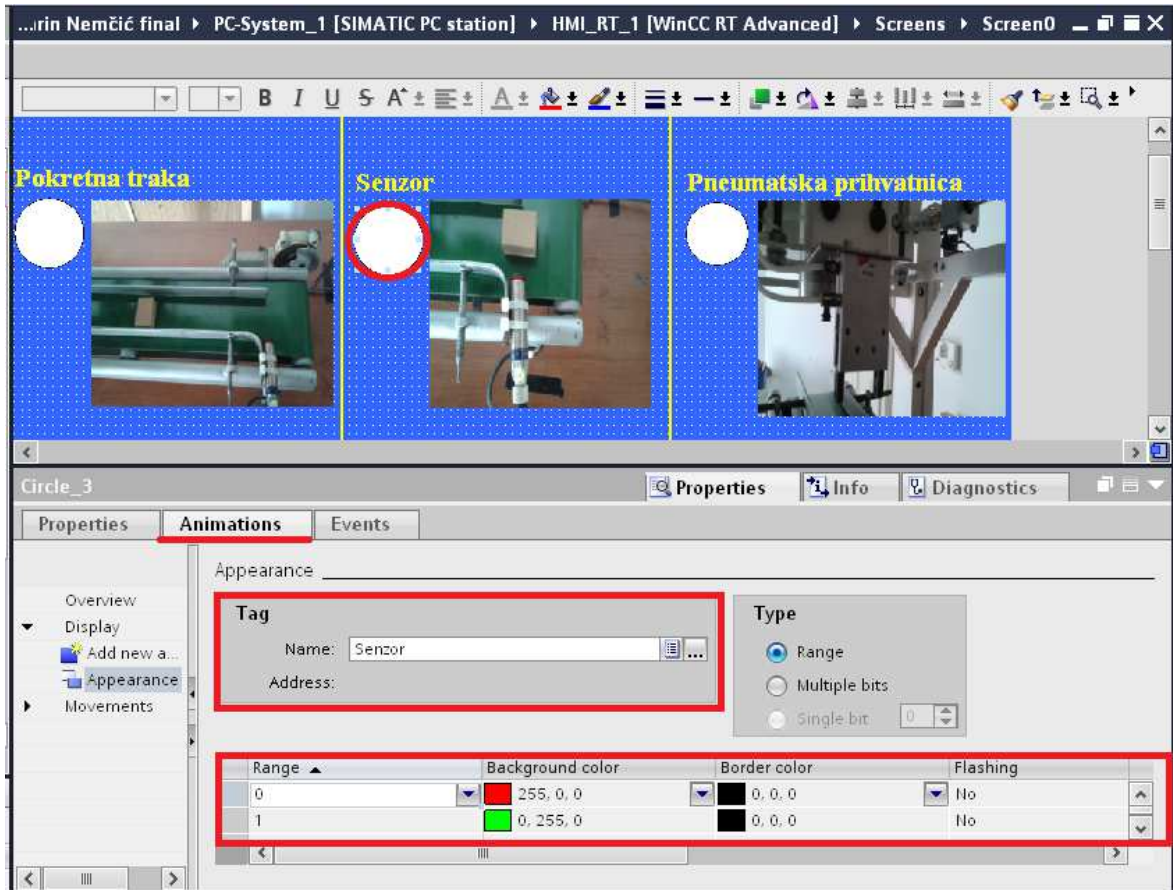 ...rin Nemčić final ▸ PC-System_1 [SIMATIC PC station] ▸ HMI_RT_1 [WinCC RT Advanced] ▸ Screens ▸ Screen0
B I U S A
Pokretna traka
Senzor
Pneumatska prihvatnica
Circle_3
Properties Info Diagnostics
Properties Animations Events
Appearance
Overview
Display
Add new a...
Appearance
Movements
Tag
Name: Senzor
Address:
Type
Range
Multiple bits
Single bit 0
Range Background color Border color Flashing
0 255, 0, 0 0, 0, 0 No
1 0, 255, 0 0, 0, 0 No